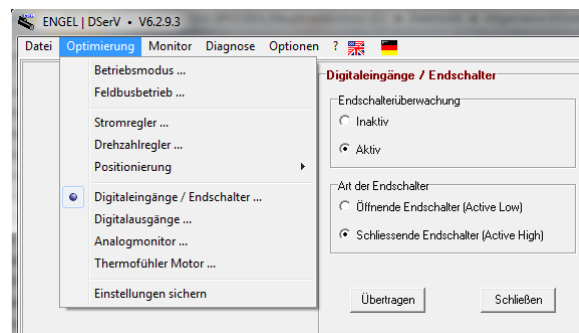 ENGEL | DSerV • V6.2.9.3
Datei Optimierung Monitor Diagnose Optionen ?
Betriebsmodus ...
Feldbusbetrieb ...
Stromregler ...
Drehzahlregler ...
Positionierung
Digitaleingänge / Endschalter ...
Digitalausgänge ...
Analogmonitor ...
Thermofühler Motor ...
Einstellungen sichern
Digitaleingänge / Endschalter
Endschalterüberwachung
Inaktiv
Aktiv
Art der Endschalter
Öffnende Endschalter (Active Low)
Schliessende Endschalter (Active High)
Übertragen Schließen